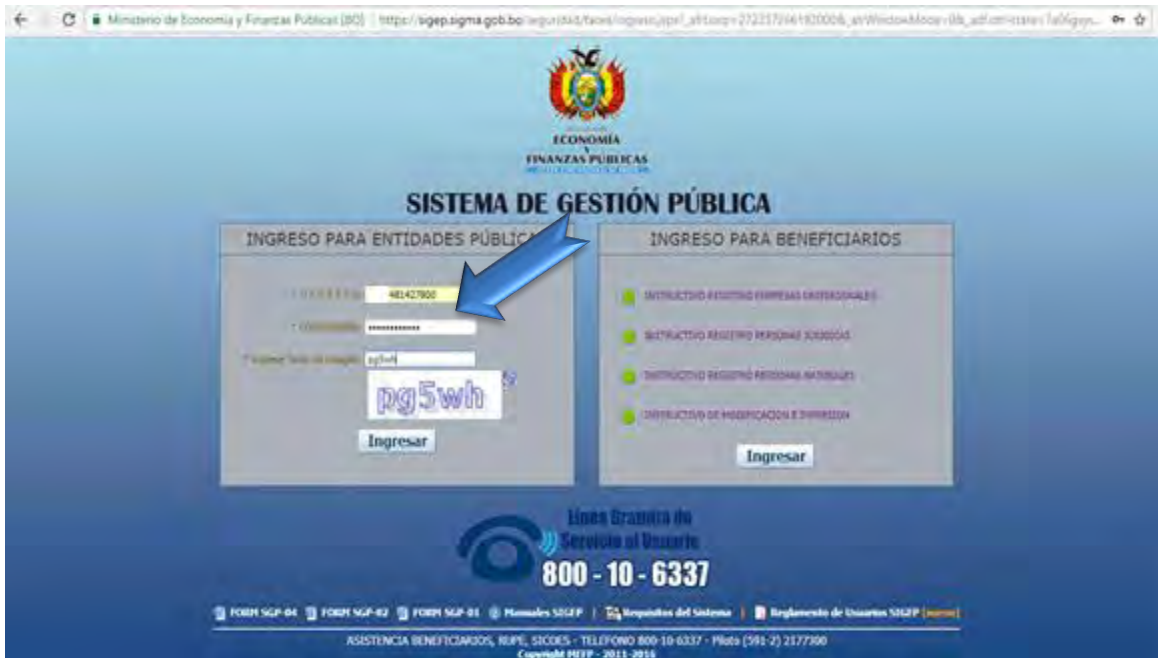 Ministerio de Economía y Finanzas Públicas [BO] https://sigep.sigma.gob.bo
ECONOMÍA
Y
FINANZAS PÚBLICAS
SISTEMA DE GESTIÓN PÚBLICA
INGRESO PARA ENTIDADES PÚBLICA
481427800
pg5wh
pg5wh
Ingresar
INGRESO PARA BENEFICIARIOS
INSTRUCTIVO REGISTRO EMPRESAS UNIPERSONALES
INSTRUCTIVO REGISTRO PERSONAS JURIDICAS
INSTRUCTIVO REGISTRO PERSONAS NATURALES
INSTRUCTIVO DE MODIFICACION E
Ingresar
Línea Gratuita de
Servicio al Usuario
800 - 10 - 6337
FORM SGP-04 FORM SGP-02 FORM SGP-01 Manuales SIGEP | Requisitos del Sistema | Reglamento de Usuarios SIGEP [nuevo]
ASISTENCIA BENEFICIARIOS, RUPE, SICOES - TELEFONO 800-10-6337 - Piloto (591-2) 2177300
Copyright MEFP - 2011-2016